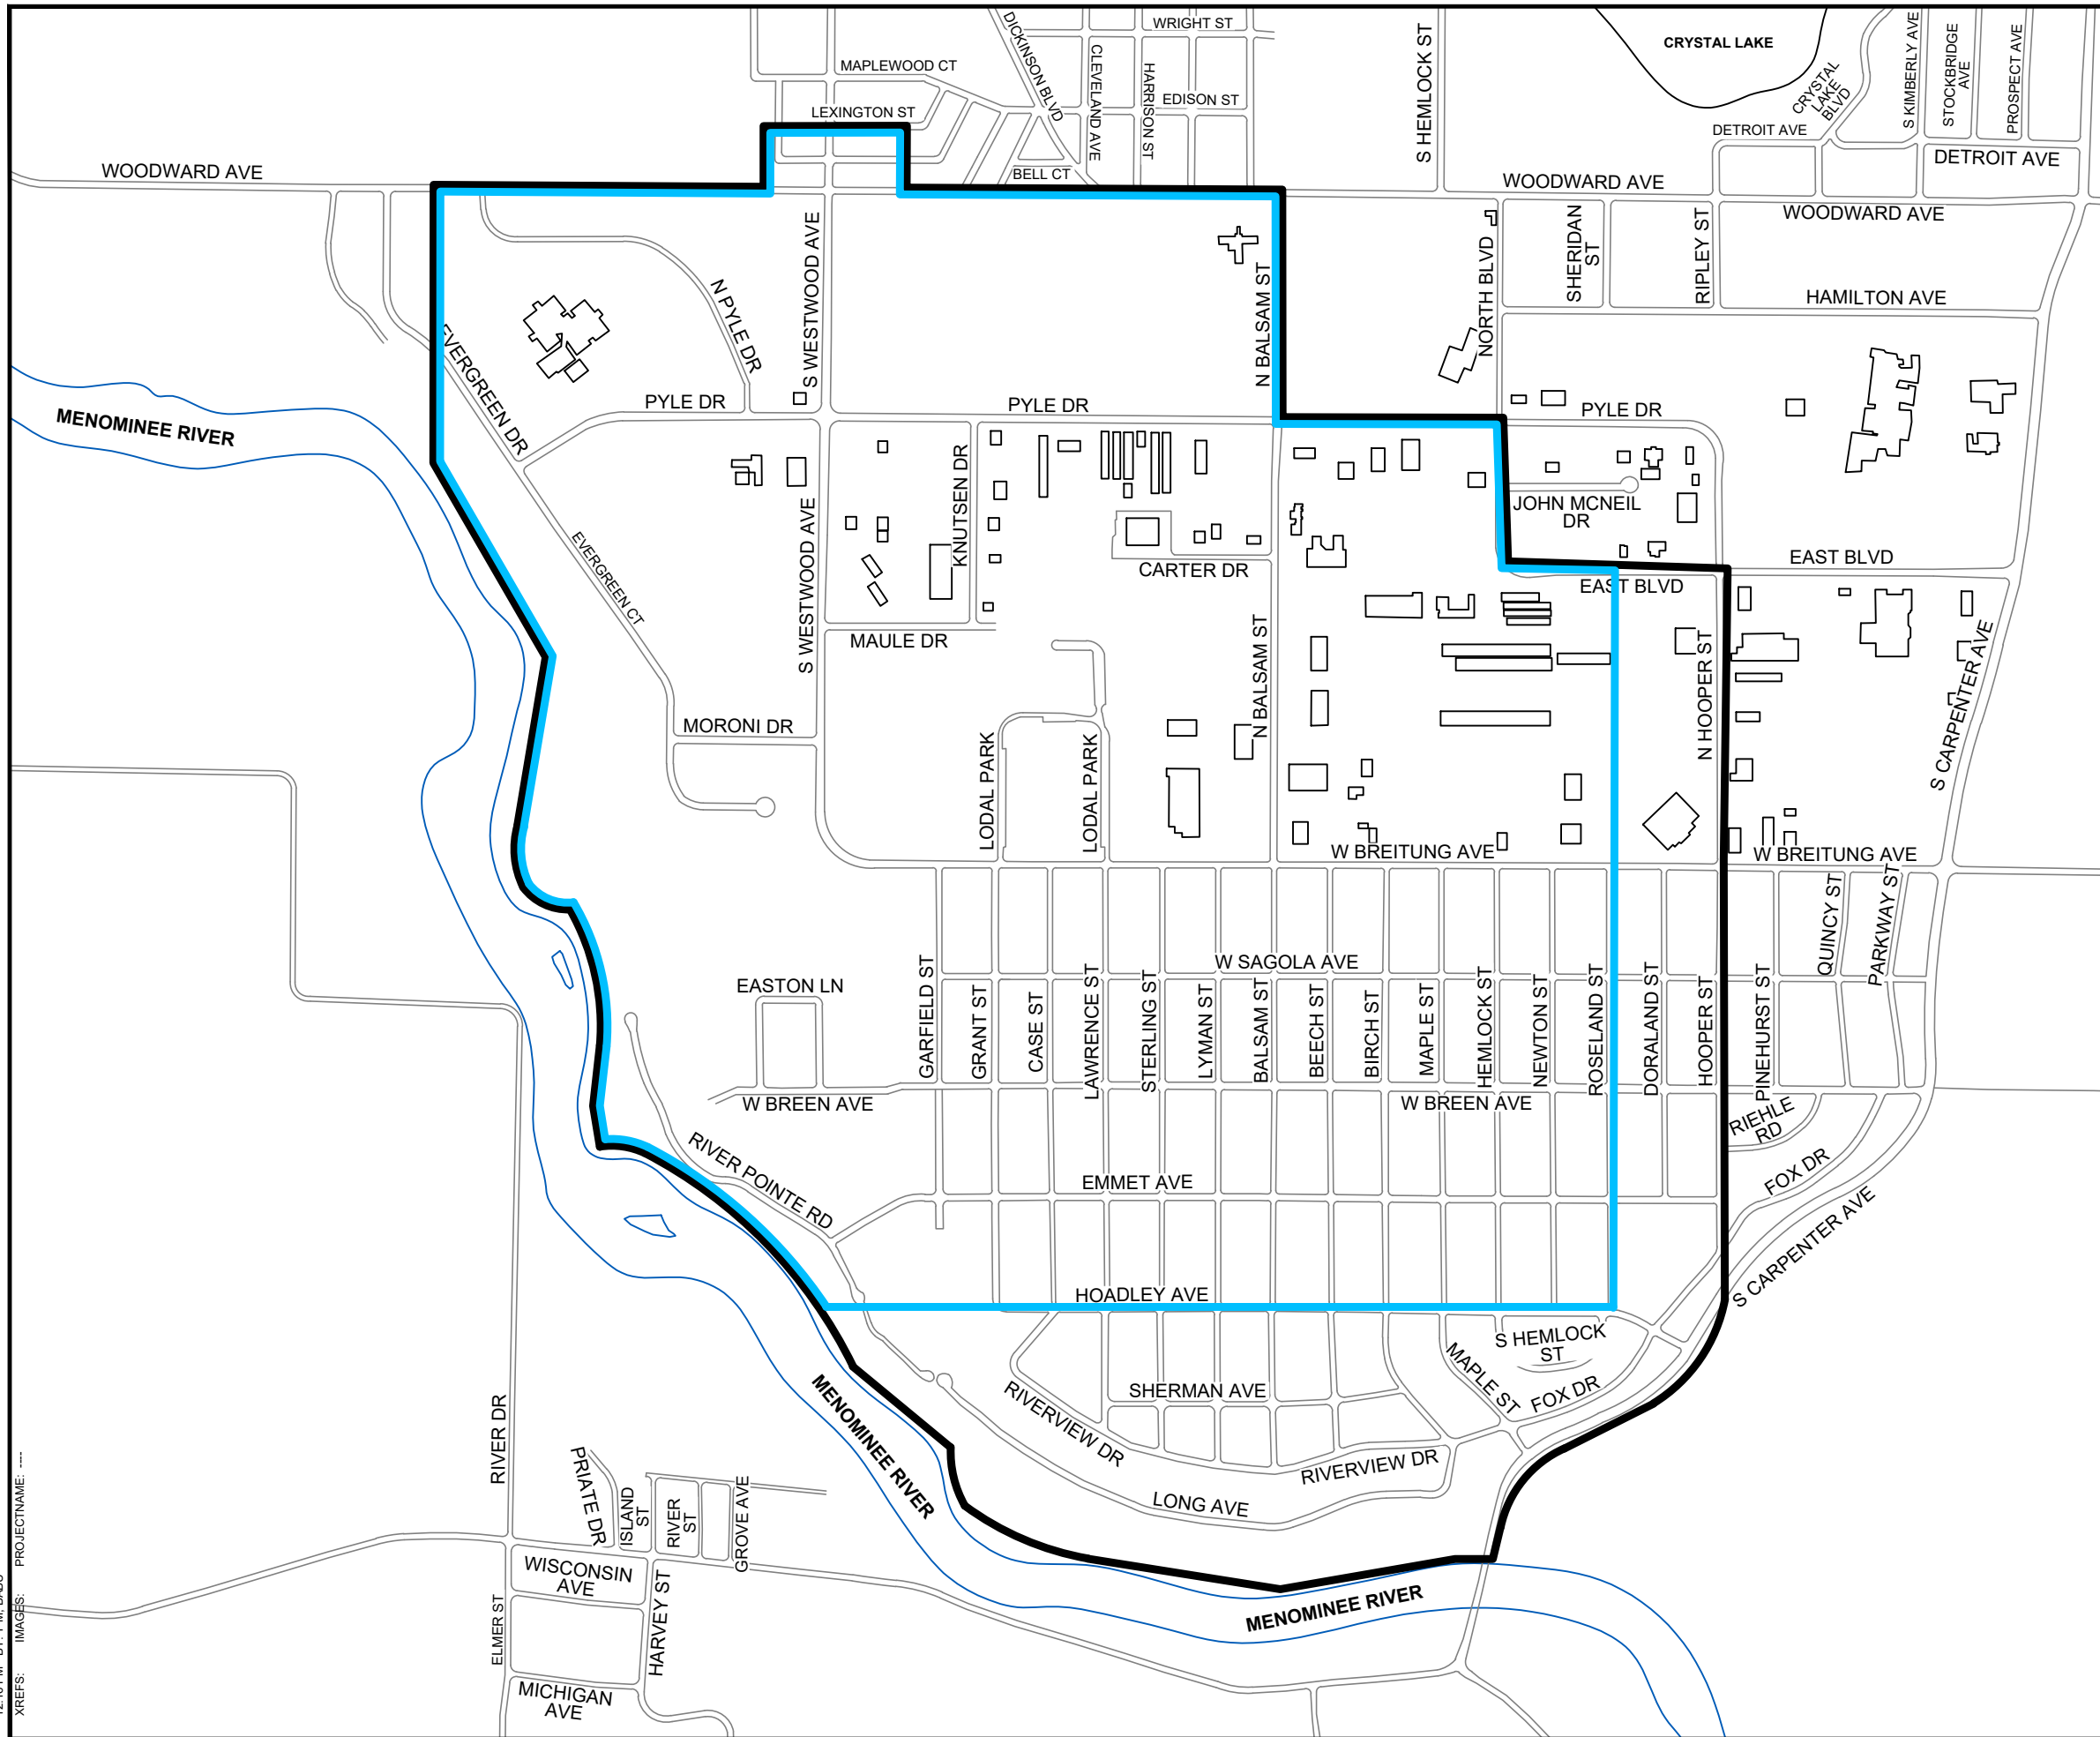 WRIGHT ST
DICKINSON BLVD
CLEVELAND AVE
HARRISON ST
S HEMLOCK ST
CRYSTAL LAKE
S KIMBERLY AVE
STOCKBRIDGE
AVE
PROSPECT AVE
MAPLEWOOD CT
LEXINGTON ST
EDISON ST
CRYSTAL
LAKE
BLVD
DETROIT AVE
DETROIT AVE
WOODWARD AVE
BELL CT
WOODWARD AVE
WOODWARD AVE
S WESTWOOD AVE
N PYLE DR
N BALSAM ST
NORTH BLVD
SHERIDAN
ST
RIPLEY ST
HAMILTON AVE
EVERGREEN DR
MENOMINEE RIVER
PYLE DR
PYLE DR
PYLE DR
KNUTSEN DR
S WESTWOOD AVE
EVERGREEN CT
JOHN MCNEIL
DR
CARTER DR
EAST BLVD
EAST BLVD
MAULE DR
N BALSAM ST
N HOOPER ST
S CARPENTER AVE
MORONI DR
LODAL PARK
LODAL PARK
W BREITUNG AVE
W BREITUNG AVE
QUINCY ST
PARKWAY ST
W SAGOLA AVE
EASTON LN
GARFIELD ST
GRANT ST
CASE ST
LAWRENCE ST
STERLING ST
LYMAN ST
BALSAM ST
BEECH ST
BIRCH ST
MAPLE ST
HEMLOCK ST
NEWTON ST
ROSELAND ST
DORALAND ST
HOOPER ST
PINEHURST ST
W BREEN AVE
W BREEN AVE
RIEHLE
RD
RIVER POINTE RD
EMMET AVE
FOX DR
S CARPENTER AVE
HOADLEY AVE
S HEMLOCK
ST
MAPLE ST
FOX DR
SHERMAN AVE
RIVERVIEW DR
RIVERVIEW DR
MENOMINEE RIVER
LONG AVE
RIVER DR
PRIATE DR
ISLAND
ST
RIVER
ST
GROVE AVE
WISCONSIN
AVE
HARVEY ST
ELMER ST
MENOMINEE RIVER
MICHIGAN
AVE
XREFS: IMAGES: PROJECTNAME: ----